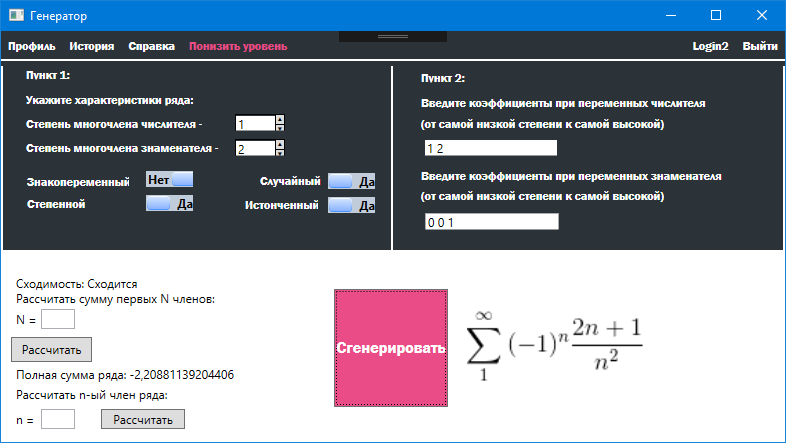 Генератор
Профиль История Справка Понизить уровень Login2 Выйти
Пункт 1:
Укажите характеристики ряда:
Степень многочлена числителя - 1
Степень многочлена знаменателя - 2
Знакопеременный Нет
Случайный Да
Степенной Да
Истонченный Да
Пункт 2:
Введите коэффициенты при переменных числителя
(от самой низкой степени к самой высокой)
1 2
Введите коэффициенты при переменных знаменателя
(от самой низкой степени к самой высокой)
0 0 1
Сходимость: Сходится
Рассчитать сумму первых N членов:
N =
Рассчитать
Полная сумма ряда: -2,20881139204406
Рассчитать n-ый член ряда:
n = Рассчитать
Сгенерировать
∞
∑ (-1)^n (2n + 1)/n^2
1